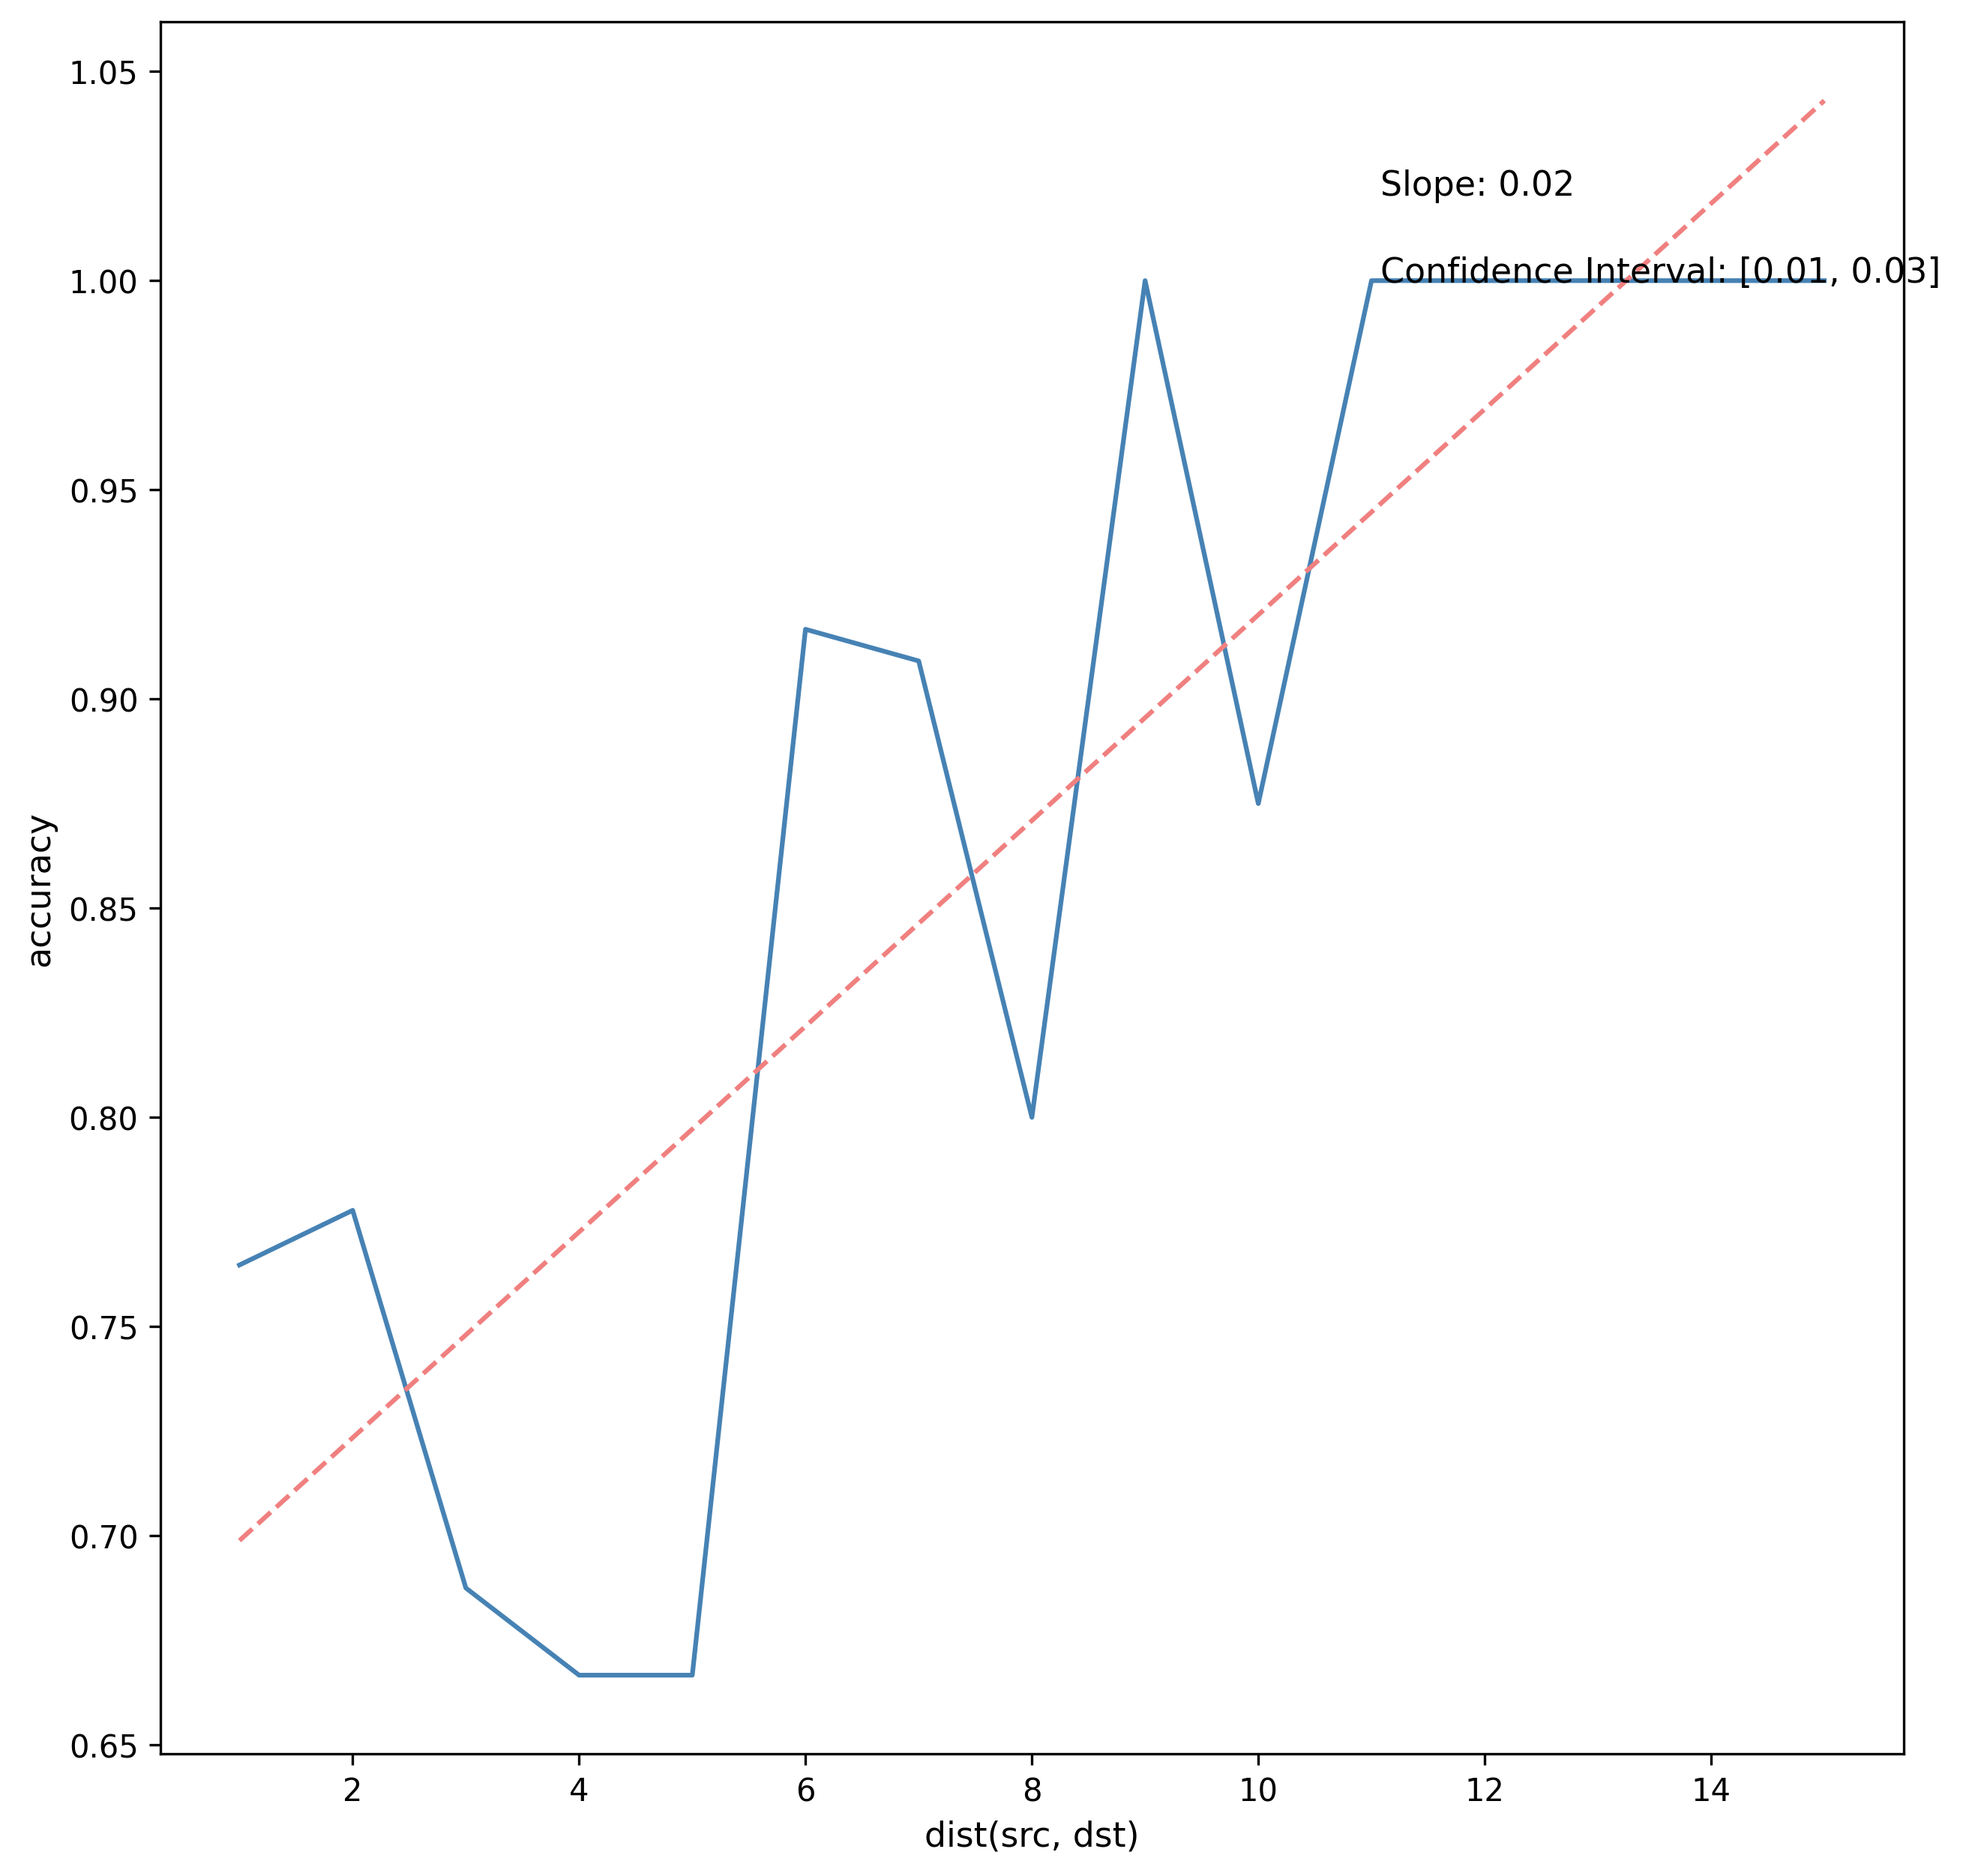 1.05
1.00
0.95
0.90
0.85
0.80
0.75
0.70
0.65
accuracy
Slope: 0.02
Confidence Interval: [0.01, 0.03]
2 4 6 8 10 12 14
dist(src, dst)